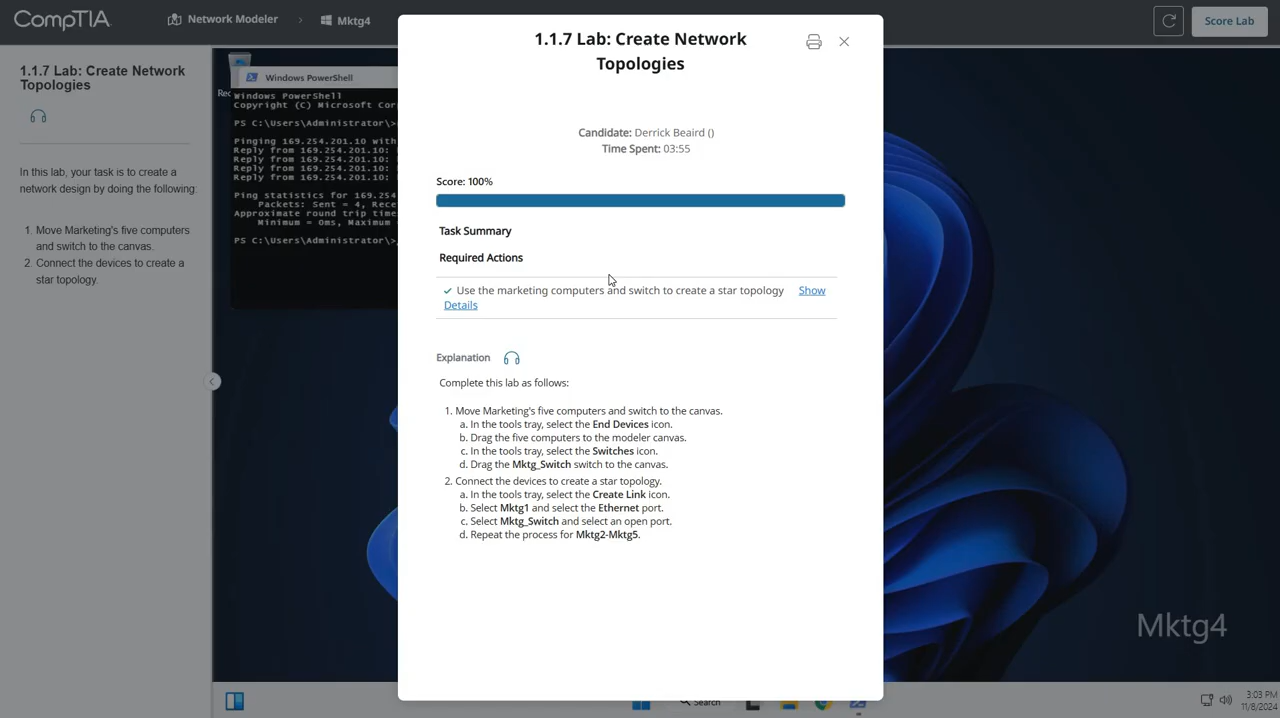 CompTIA
Network Modeler
Mktg4
Score Lab
1.1.7 Lab: Create Network
Topologies
In this lab, your task is to create a
network design by doing the following:
1. Move Marketing's five computers
and switch to the canvas.
2. Connect the devices to create a
star topology.
Windows PowerShell
Windows PowerShell
PS C:\Users\Administrator\>
Pinging 169.254.201.10 with
Reply from 169.254.201.10:
Reply from 169.254.201.10:
Reply from 169.254.201.10:
Reply from 169.254.201.10:
Ping statistics for 169.254
Packets: Sent = 4, Rece
Approximate round trip time
Minimum = 0ms, Maximum
PS C:\Users\Administrator\>
1.1.7 Lab: Create Network
Topologies
Candidate: Derrick Beaird ()
Time Spent: 03:55
Score: 100%
Task Summary
Required Actions
✓ Use the marketing computers and switch to create a star topology Show
Details
Explanation
Complete this lab as follows:
1. Move Marketing's five computers and switch to the canvas.
a. In the tools tray, select the End Devices icon.
b. Drag the five computers to the modeler canvas.
c. In the tools tray, select the Switches icon.
d. Drag the Mktg_Switch switch to the canvas.
2. Connect the devices to create a star topology.
a. In the tools tray, select the Create Link icon.
b. Select Mktg1 and select the Ethernet port.
c. Select Mktg_Switch and select an open port.
d. Repeat the process for Mktg2-Mktg5.
Mktg4
Search
3:03 PM
11/8/2024